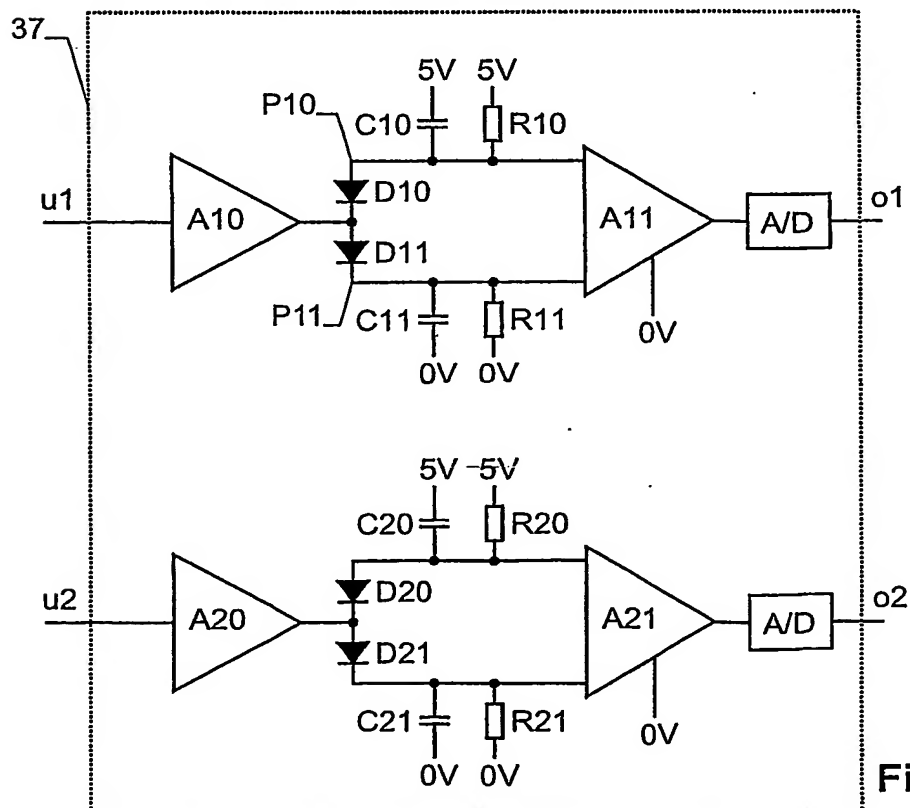 37
5V 5V
P10 C10 R10
D10
u1 A10 A11 A/D o1
D11
P11 C11 R11
0V
0V 0V
5V 5V
C20 R20
D20
u2 A20 A21 A/D o2
D21
C21 R21
0V
0V 0V
Fi